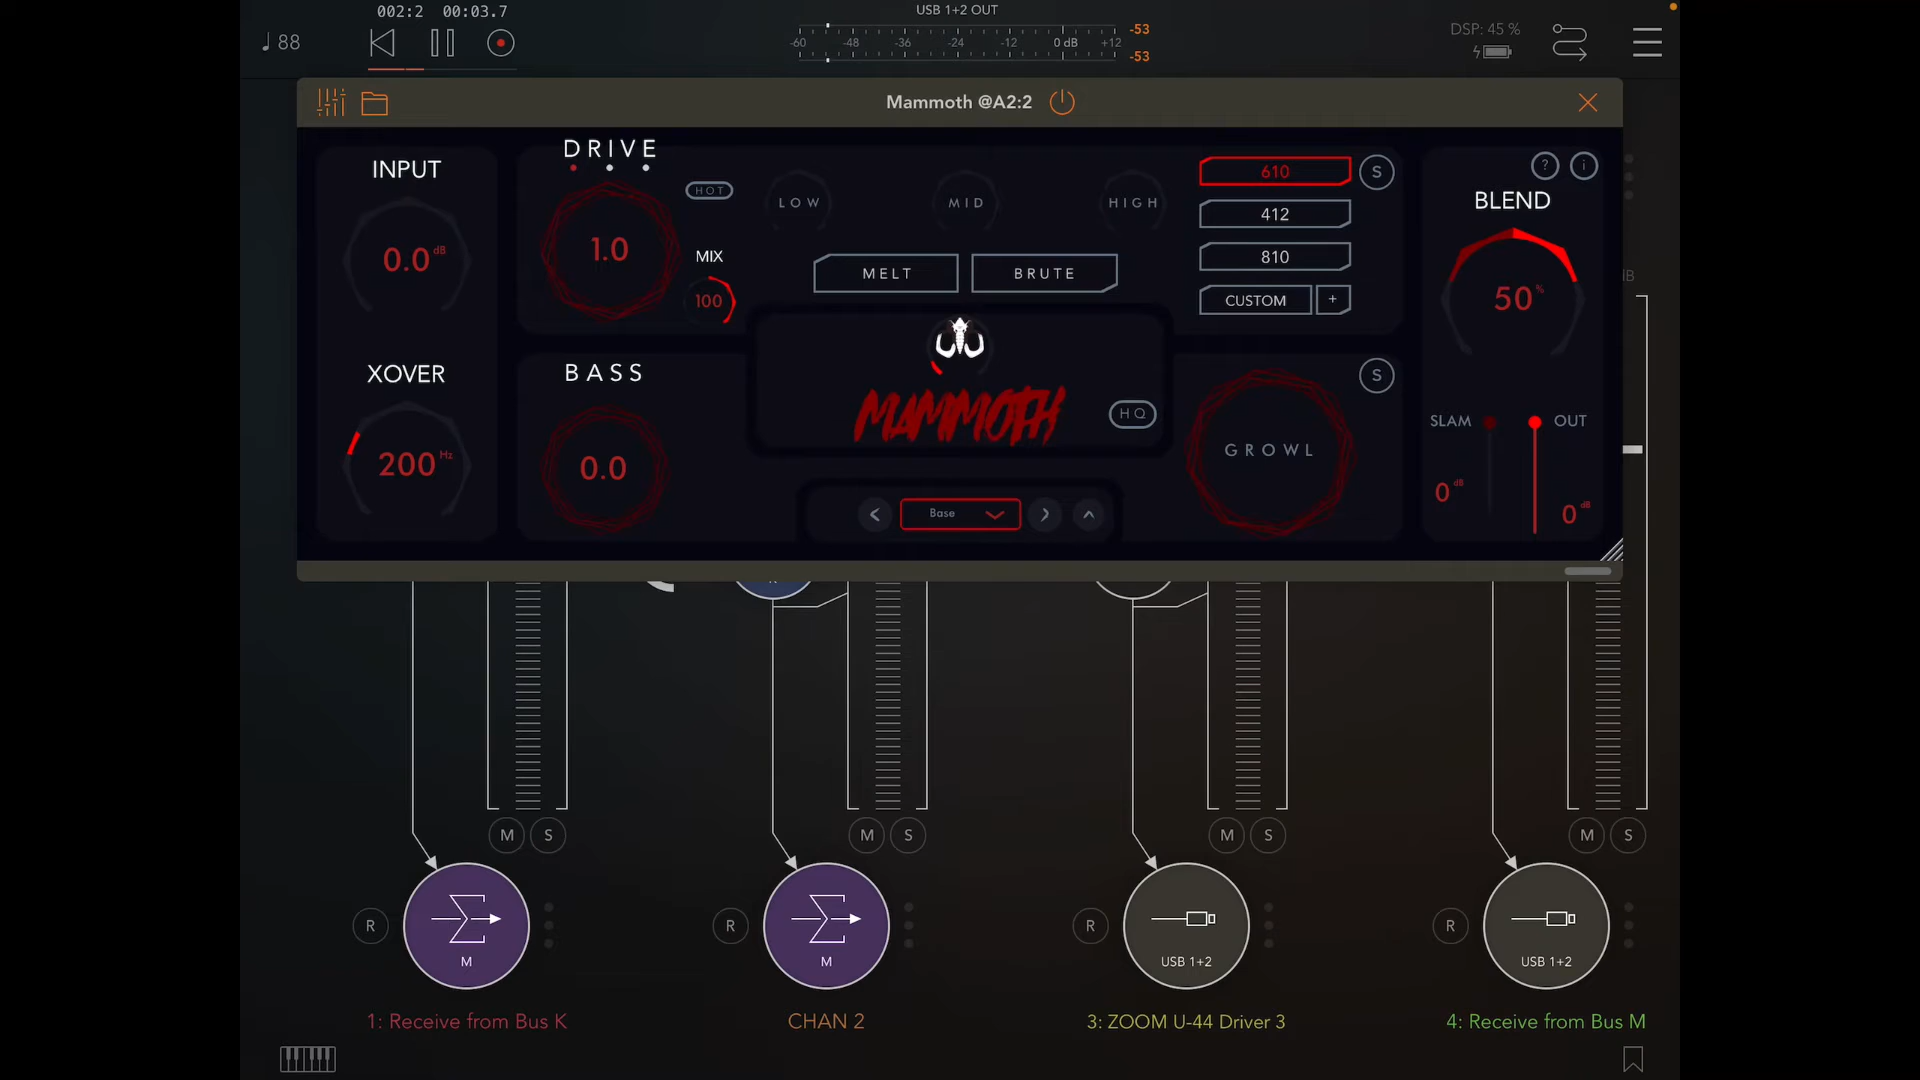 002:2 00:03.7
USB 1+2 OUT
88
-60 -48 -36 -24 -12 0 dB +12
-53
-53
DSP: 45 %
Mammoth @A2:2
INPUT
0.0 dB
XOVER
200 Hz
DRIVE
1.0
HOT
MIX
100
LOW
MID
HIGH
MELT
BRUTE
610
S
412
810
CUSTOM +
? i
BLEND
50 %
BASS
0.0
MAMMOTH
HQ
< Base > ^
S
GROWL
SLAM
OUT
0 dB
0 dB
M S
M S
M S
M S
R
M
R
M
R
USB 1+2
R
USB 1+2
1: Receive from Bus K
CHAN 2
3: ZOOM U-44 Driver 3
4: Receive from Bus M